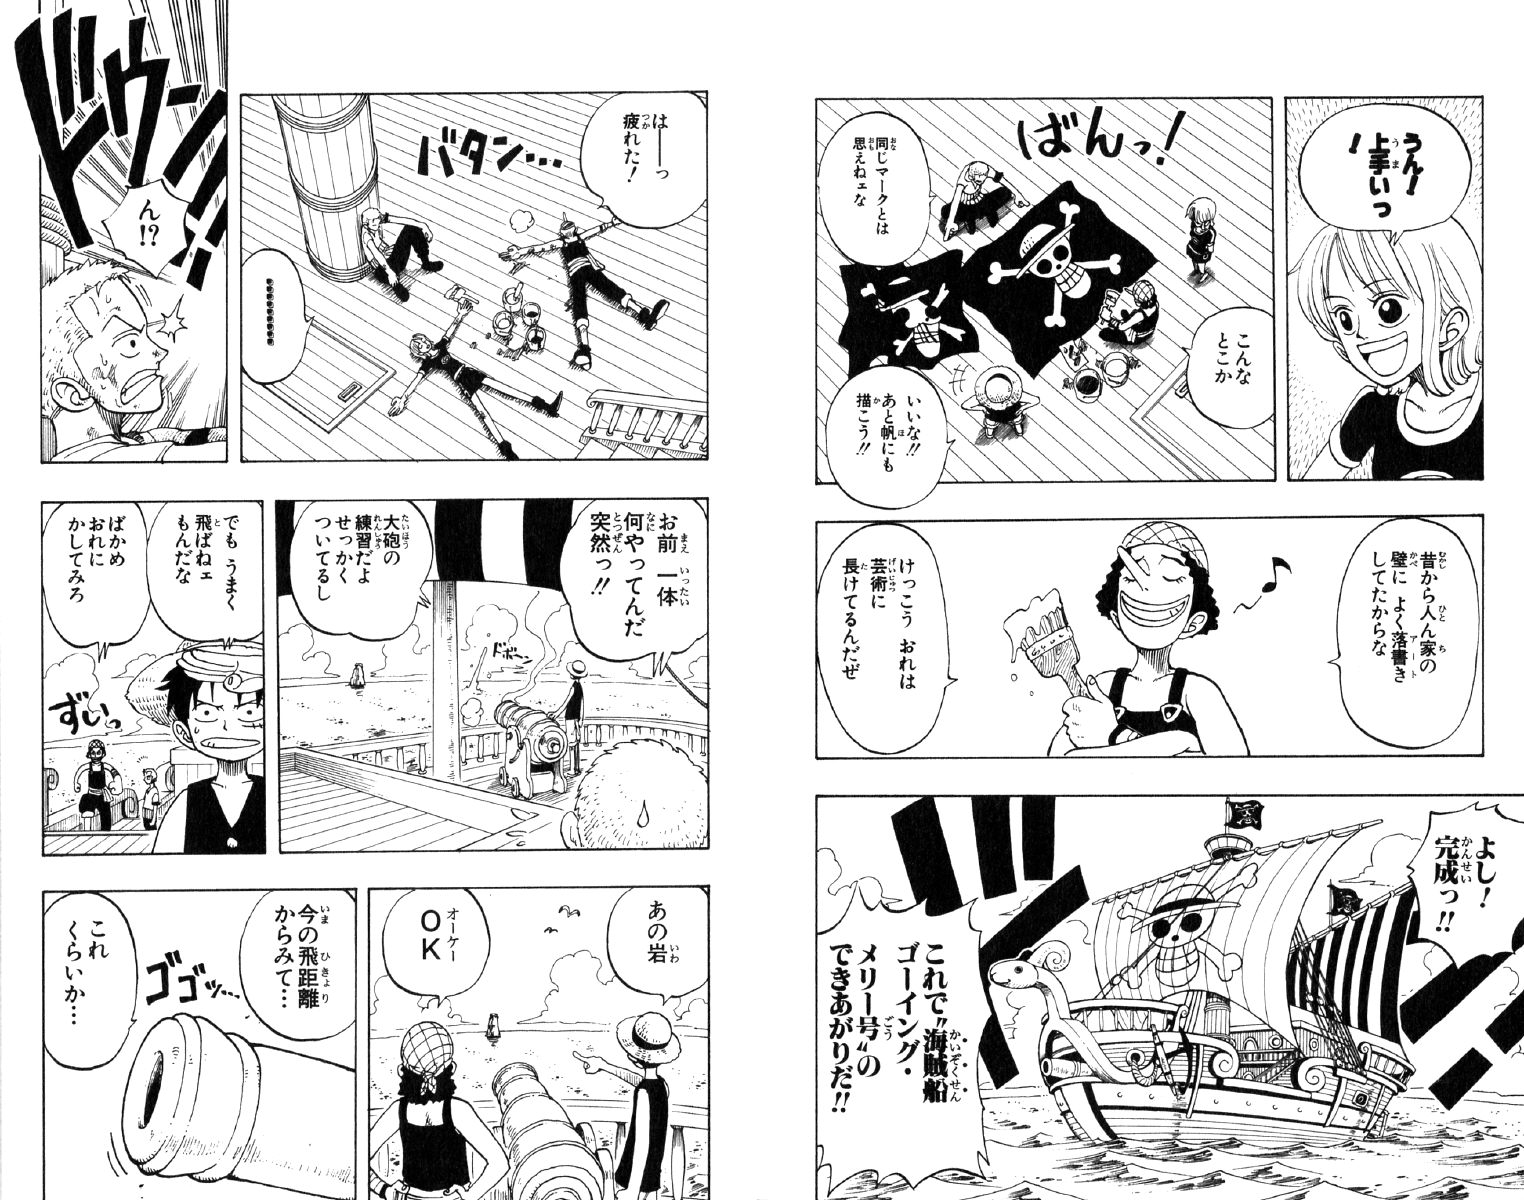 うん！
上手いっ
！
ばんっ！
同じマークとは
思えねェな
こんな
とこか
いいな!!
あと帆にも
描こう!!
昔から人ん家の
壁に よく落書き
してたからな
けっこう おれは
芸術に
長けてるんだぜ
よし！
完成っ!!
これで〝海賊船
ゴーイング・
メリー号〟の
できあがりだ!!
はーーっ
疲れた！
バタン…
………
ドゥーン!!
ん!?
お前 一体
何やってんだ
突然っ!!
大砲の
練習だよ
せっかく
ついてるし
ドボーン
でも うまく
飛ばねェ
もんだな
ばかめ
おれに
かしてみろ
ずいっ
あの岩
OK
今の飛距離
からみて…
ゴゴッ…
これ
くらいか…